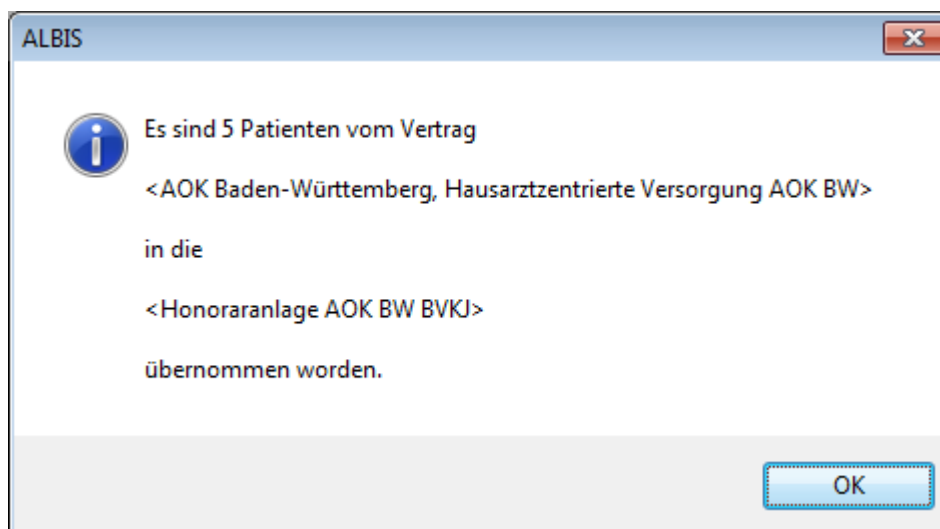 ALBIS
Es sind 5 Patienten vom Vertrag
<AOK Baden-Württemberg, Hausarztzentrierte Versorgung AOK BW>
in die
<Honoraranlage AOK BW BVKJ>
übernommen worden.
OK